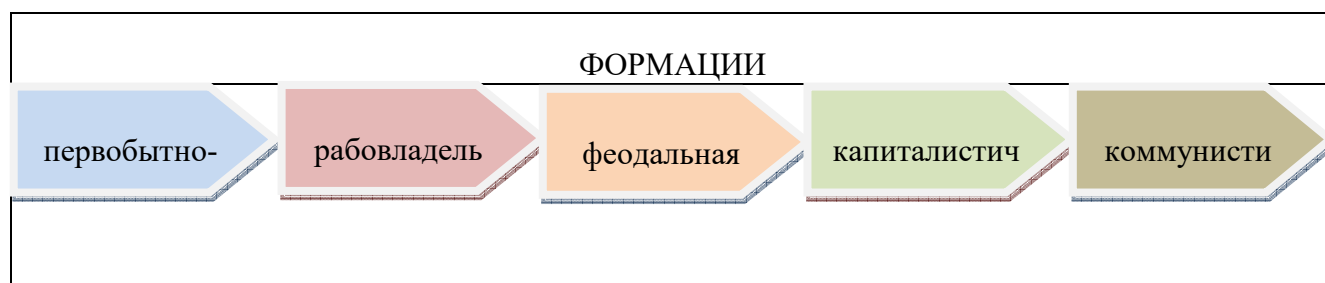 ФОРМАЦИИ
первобытно-
рабовладель
феодальная
капиталистич
коммунисти